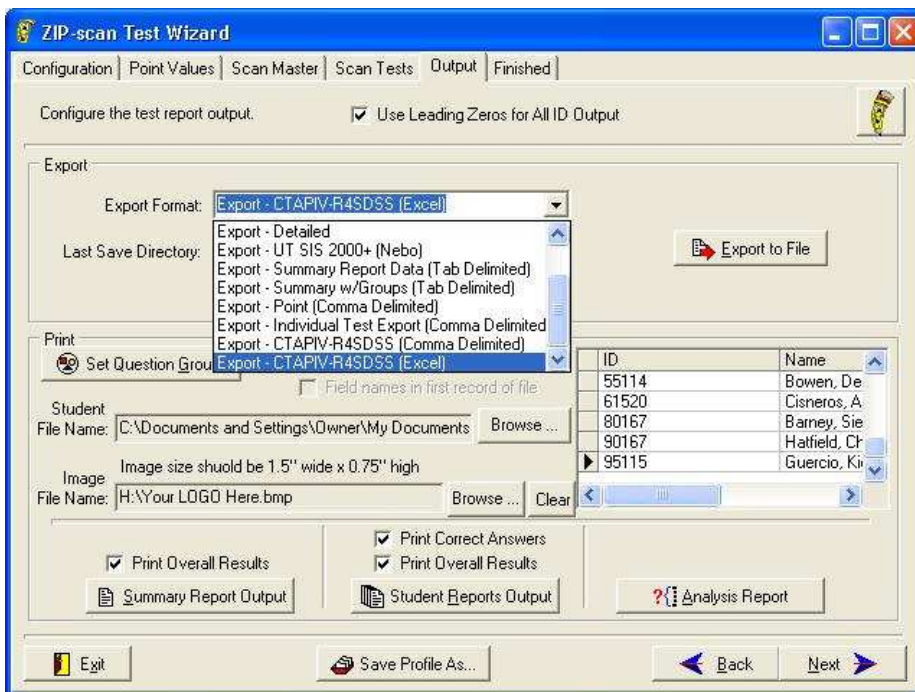 ZIP-scan Test Wizard
Configuration Point Values Scan Master Scan Tests Output Finished
Configure the test report output. Use Leading Zeros for All ID Output
Export
Export Format: Export - CTAPIV-R4SDSS (Excel)
Export - Detailed
Last Save Directory: Export - UT SIS 2000+ (Nebo) Export to File
Export - Summary Report Data (Tab Delimited)
Export - Summary w/Groups (Tab Delimited)
Export - Point (Comma Delimited)
Export - Individual Test Export (Comma Delimited
Print Export - CTAPIV-R4SDSS (Comma Delimited)
Set Question Grou Export - CTAPIV-R4SDSS (Excel) ID Name
Field names in first record of file
55114 Bowen, De
61520 Cisneros, A
80167 Barney, Sie
90167 Hatfield, Ch
95115 Guercio, Ki
Student
File Name: C:\Documents and Settings\Owner\My Documents Browse ...
Image size shuold be 1.5" wide x 0.75" high
Image
File Name: H:\Your LOGO Here.bmp Browse ... Clear
Print Correct Answers
Print Overall Results Print Overall Results
Summary Report Output Student Reports Output Analysis Report
Exit Save Profile As... Back Next